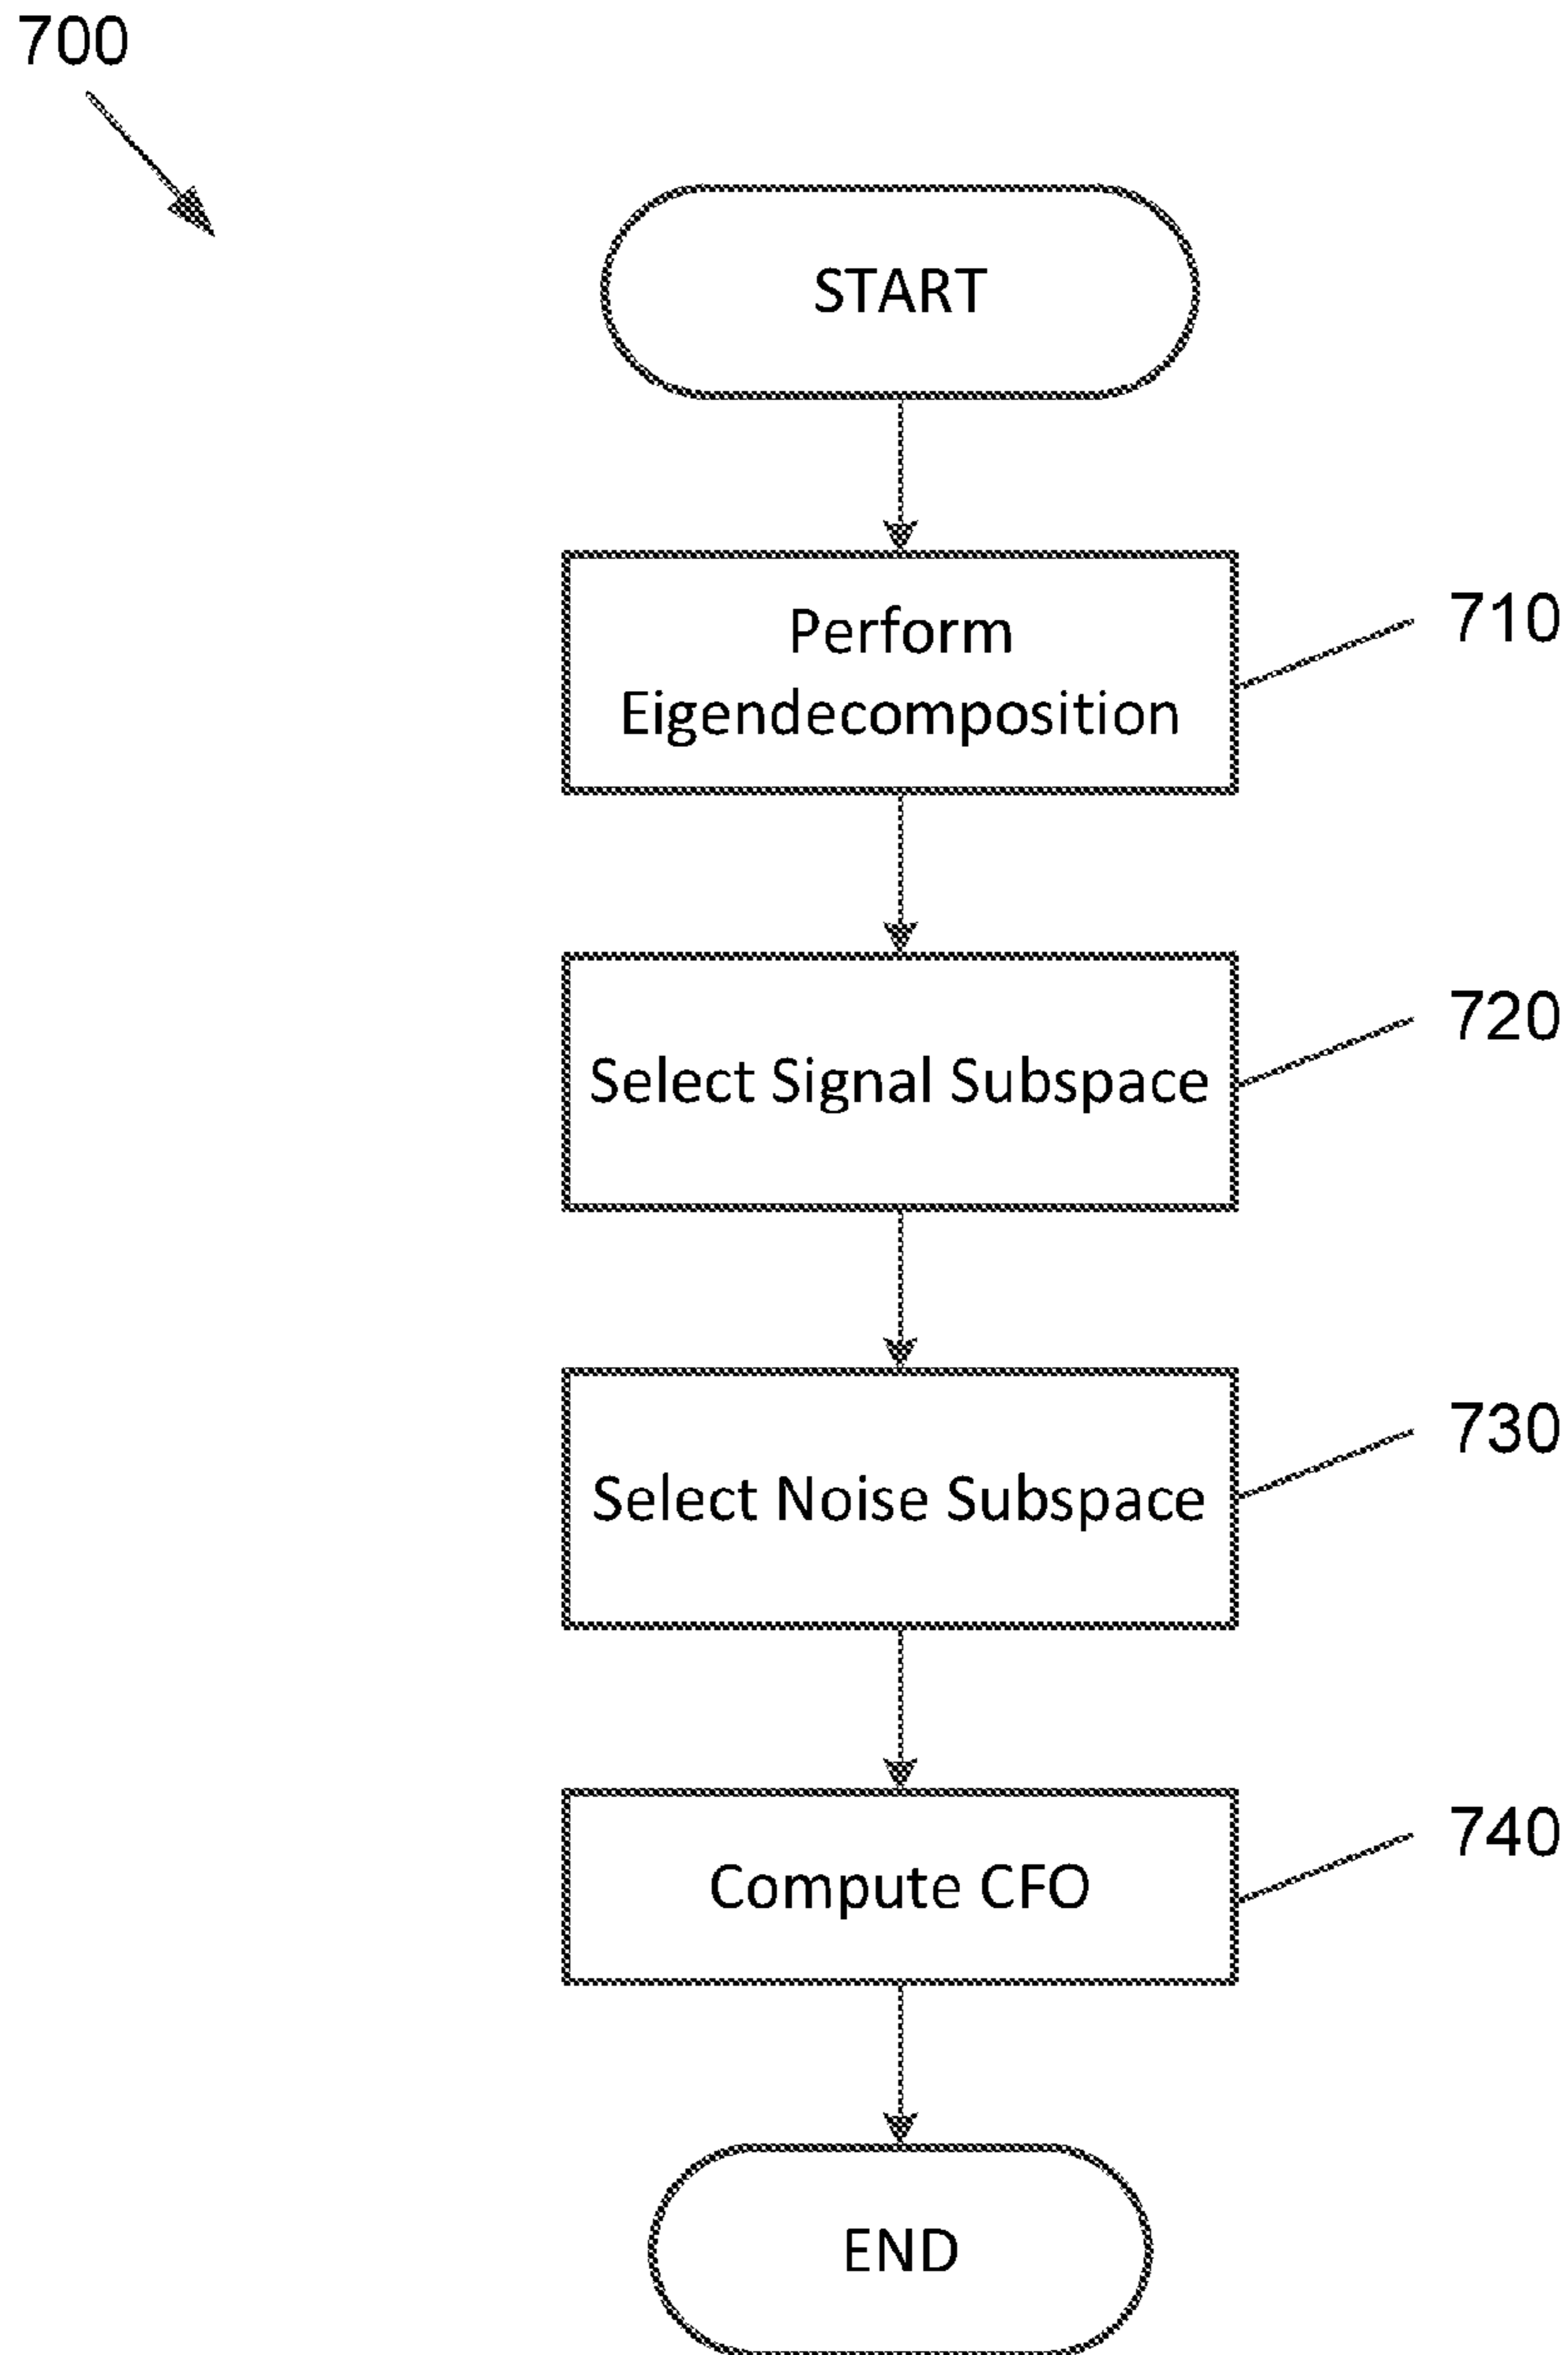 700
START
Perform
Eigendecomposition
710
Select Signal Subspace
720
Select Noise Subspace
730
Compute CFO
740
END